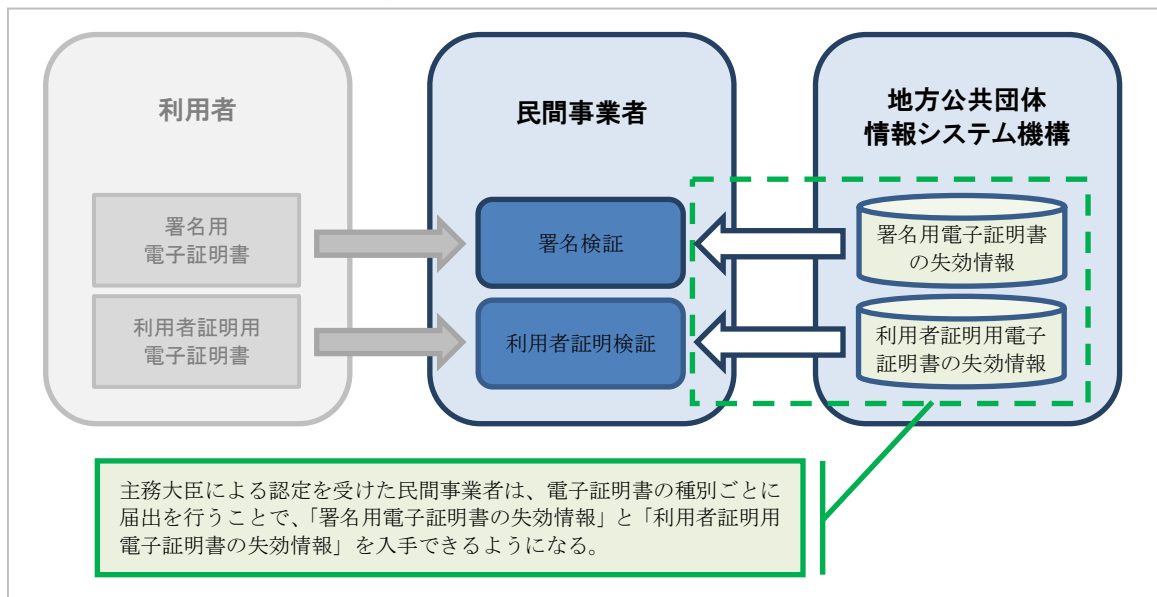 利用者
民間事業者
地方公共団体
情報システム機構
署名用
電子証明書
署名検証
署名用電子証明書
の失効情報
利用者証明用
電子証明書
利用者証明検証
利用者証明用電子
証明書の失効情報
主務大臣による認定を受けた民間事業者は、電子証明書の種別ごとに
届出を行うことで、「署名用電子証明書の失効情報」と「利用者証明用
電子証明書の失効情報」を入手できるようになる。